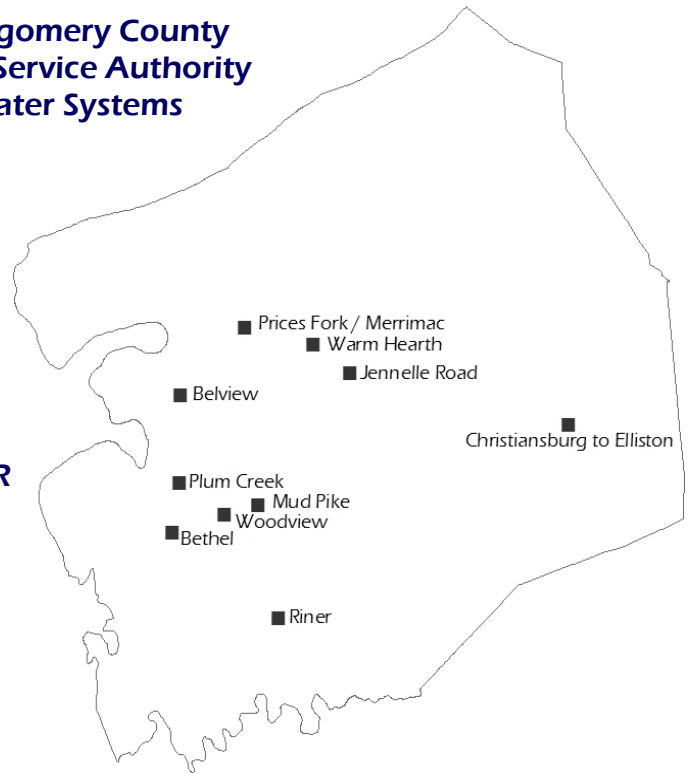 gomery County
Service Authority
ater Systems
Prices Fork / Merrimac
Warm Hearth
Jennelle Road
Belview
Christiansburg to Elliston
R
Plum Creek
Mud Pike
Woodview
Bethel
Riner